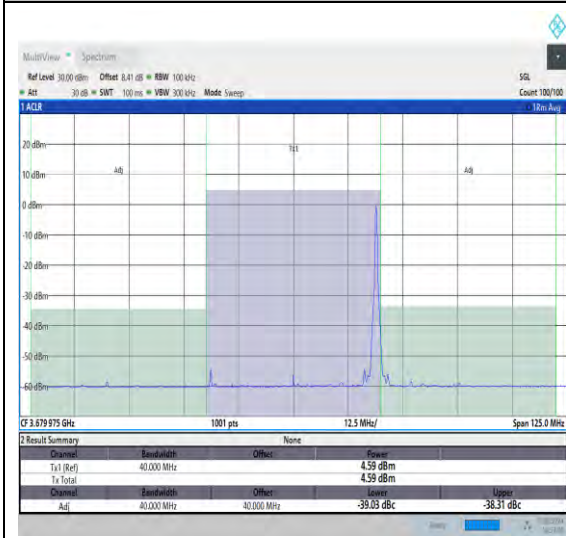 MultiView Spectrum
Ref Level 30.00 dBm Offset 8.41 dB RBW 100 kHz SGL
Att 30 dB SWT 100 ms VBW 300 kHz Mode Sweep Count 100/100
1 ACLR 1Rm Avg
20 dBm
Tx1
Adj Adj
10 dBm
0 dBm
-10 dBm
-20 dBm
-30 dBm
-40 dBm
-50 dBm
-60 dBm
CF 3.679975 GHz 1001 pts 12.5 MHz/ Span 125.0 MHz
2 Result Summary None
Channel Bandwidth Offset Power
Tx1 (Ref) 40.000 MHz 4.59 dBm
Tx Total 4.59 dBm
Channel Bandwidth Offset Lower Upper
Adj 40.000 MHz 40.000 MHz -39.03 dBc -38.31 dBc